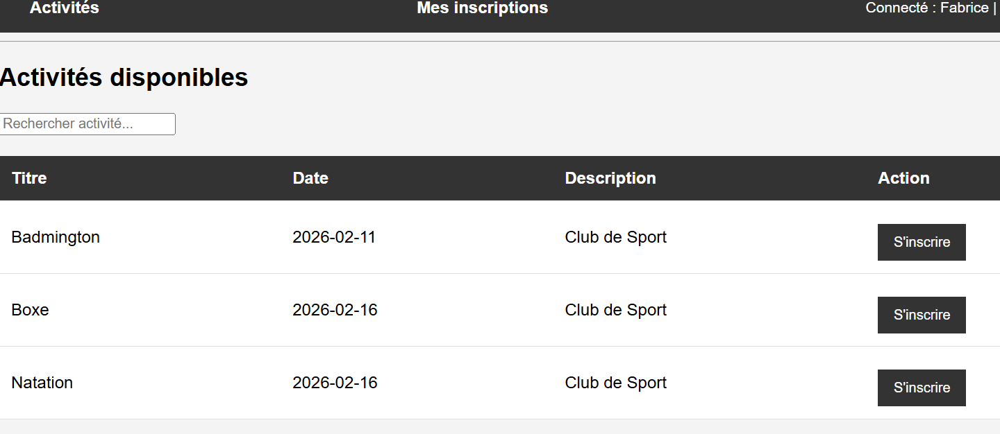 Activités Mes inscriptions Connecté : Fabrice |
Activités disponibles
Rechercher activité...
Titre Date Description Action
Badmington 2026-02-11 Club de Sport S'inscrire
Boxe 2026-02-16 Club de Sport S'inscrire
Natation 2026-02-16 Club de Sport S'inscrire